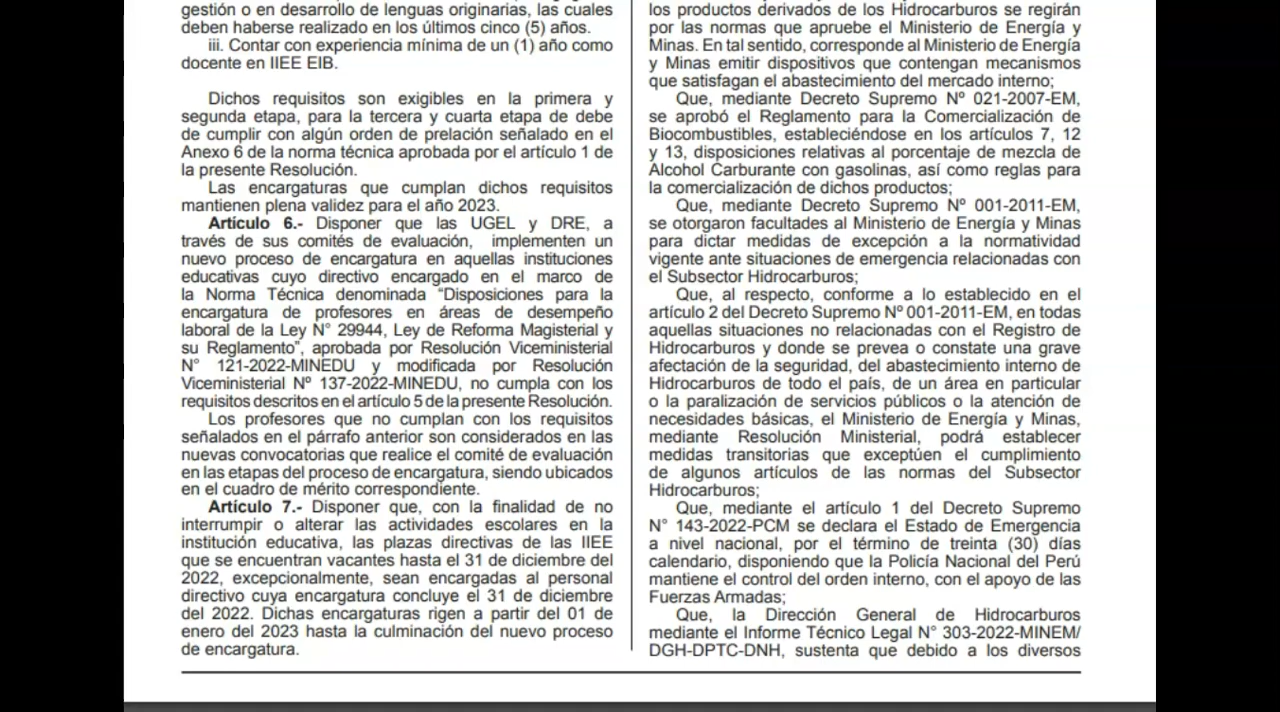 gestión o en desarrollo de lenguas originarias, las cuales
deben haberse realizado en los últimos cinco (5) años.
iii. Contar con experiencia mínima de un (1) año como
docente en IIEE EIB.
Dichos requisitos son exigibles en la primera y
segunda etapa, para la tercera y cuarta etapa de debe
de cumplir con algún orden de prelación señalado en el
Anexo 6 de la norma técnica aprobada por el artículo 1 de
la presente Resolución.
Las encargaturas que cumplan dichos requisitos
mantienen plena validez para el año 2023.
Artículo 6.- Disponer que las UGEL y DRE, a
través de sus comités de evaluación, implementen un
nuevo proceso de encargatura en aquellas instituciones
educativas cuyo directivo encargado en el marco de
la Norma Técnica denominada “Disposiciones para la
encargatura de profesores en áreas de desempeño
laboral de la Ley N° 29944, Ley de Reforma Magisterial y
su Reglamento”, aprobada por Resolución Viceministerial
N° 121-2022-MINEDU y modificada por Resolución
Viceministerial Nº 137-2022-MINEDU, no cumpla con los
requisitos descritos en el artículo 5 de la presente Resolución.
Los profesores que no cumplan con los requisitos
señalados en el párrafo anterior son considerados en las
nuevas convocatorias que realice el comité de evaluación
en las etapas del proceso de encargatura, siendo ubicados
en el cuadro de mérito correspondiente.
Artículo 7.- Disponer que, con la finalidad de no
interrumpir o alterar las actividades escolares en la
institución educativa, las plazas directivas de las IIEE
que se encuentran vacantes hasta el 31 de diciembre del
2022, excepcionalmente, sean encargadas al personal
directivo cuya encargatura concluye el 31 de diciembre
del 2022. Dichas encargaturas rigen a partir del 01 de
enero del 2023 hasta la culminación del nuevo proceso
de encargatura.
los productos derivados de los Hidrocarburos se regirán
por las normas que apruebe el Ministerio de Energía y
Minas. En tal sentido, corresponde al Ministerio de Energía
y Minas emitir dispositivos que contengan mecanismos
que satisfagan el abastecimiento del mercado interno;
Que, mediante Decreto Supremo Nº 021-2007-EM,
se aprobó el Reglamento para la Comercialización de
Biocombustibles, estableciéndose en los artículos 7, 12
y 13, disposiciones relativas al porcentaje de mezcla de
Alcohol Carburante con gasolinas, así como reglas para
la comercialización de dichos productos;
Que, mediante Decreto Supremo Nº 001-2011-EM,
se otorgaron facultades al Ministerio de Energía y Minas
para dictar medidas de excepción a la normatividad
vigente ante situaciones de emergencia relacionadas con
el Subsector Hidrocarburos;
Que, al respecto, conforme a lo establecido en el
artículo 2 del Decreto Supremo Nº 001-2011-EM, en todas
aquellas situaciones no relacionadas con el Registro de
Hidrocarburos y donde se prevea o constate una grave
afectación de la seguridad, del abastecimiento interno de
Hidrocarburos de todo el país, de un área en particular
o la paralización de servicios públicos o la atención de
necesidades básicas, el Ministerio de Energía y Minas,
mediante Resolución Ministerial, podrá establecer
medidas transitorias que exceptúen el cumplimiento
de algunos artículos de las normas del Subsector
Hidrocarburos;
Que, mediante el artículo 1 del Decreto Supremo
N° 143-2022-PCM se declara el Estado de Emergencia
a nivel nacional, por el término de treinta (30) días
calendario, disponiendo que la Policía Nacional del Perú
mantiene el control del orden interno, con el apoyo de las
Fuerzas Armadas;
Que, la Dirección General de Hidrocarburos
mediante el Informe Técnico Legal N° 303-2022-MINEM/
DGH-DPTC-DNH, sustenta que debido a los diversos